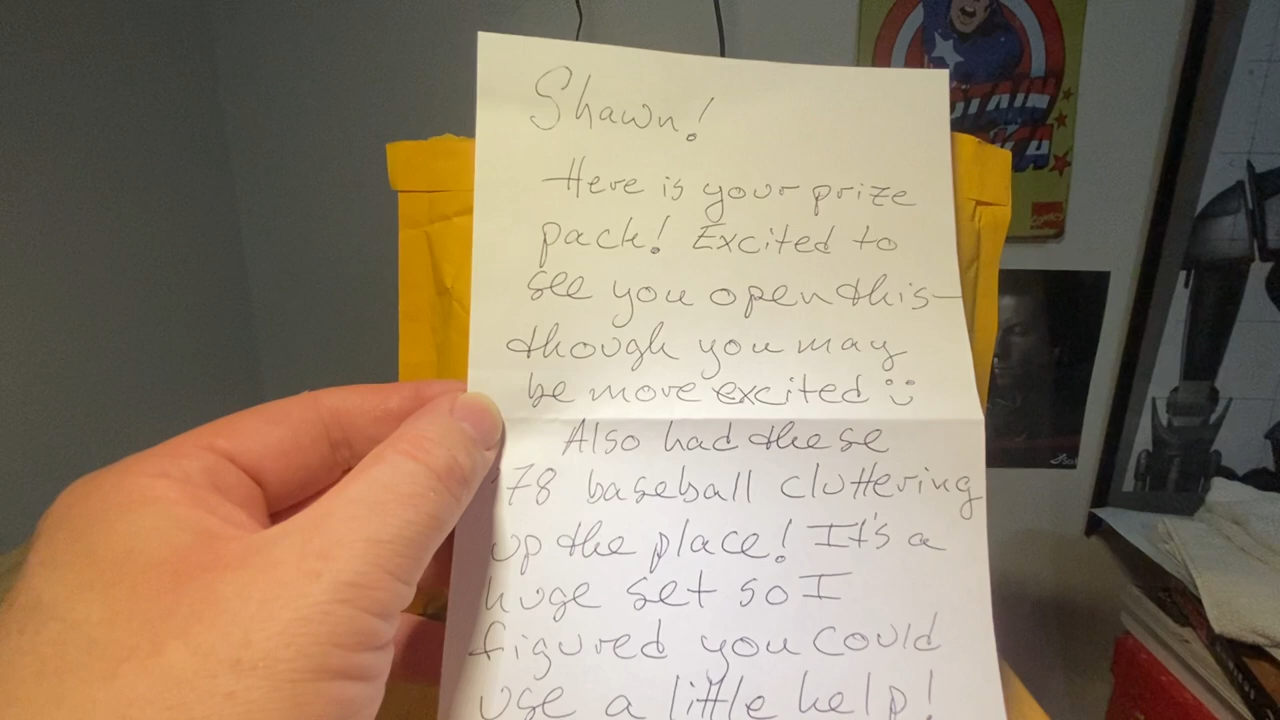 Shawn!
Here is your prize
pack! Excited to
see you open this—
though you may
be more excited :)
Also had these
'78 baseball cluttering
up the place! It's a
huge set so I
figured you could
use a little help!